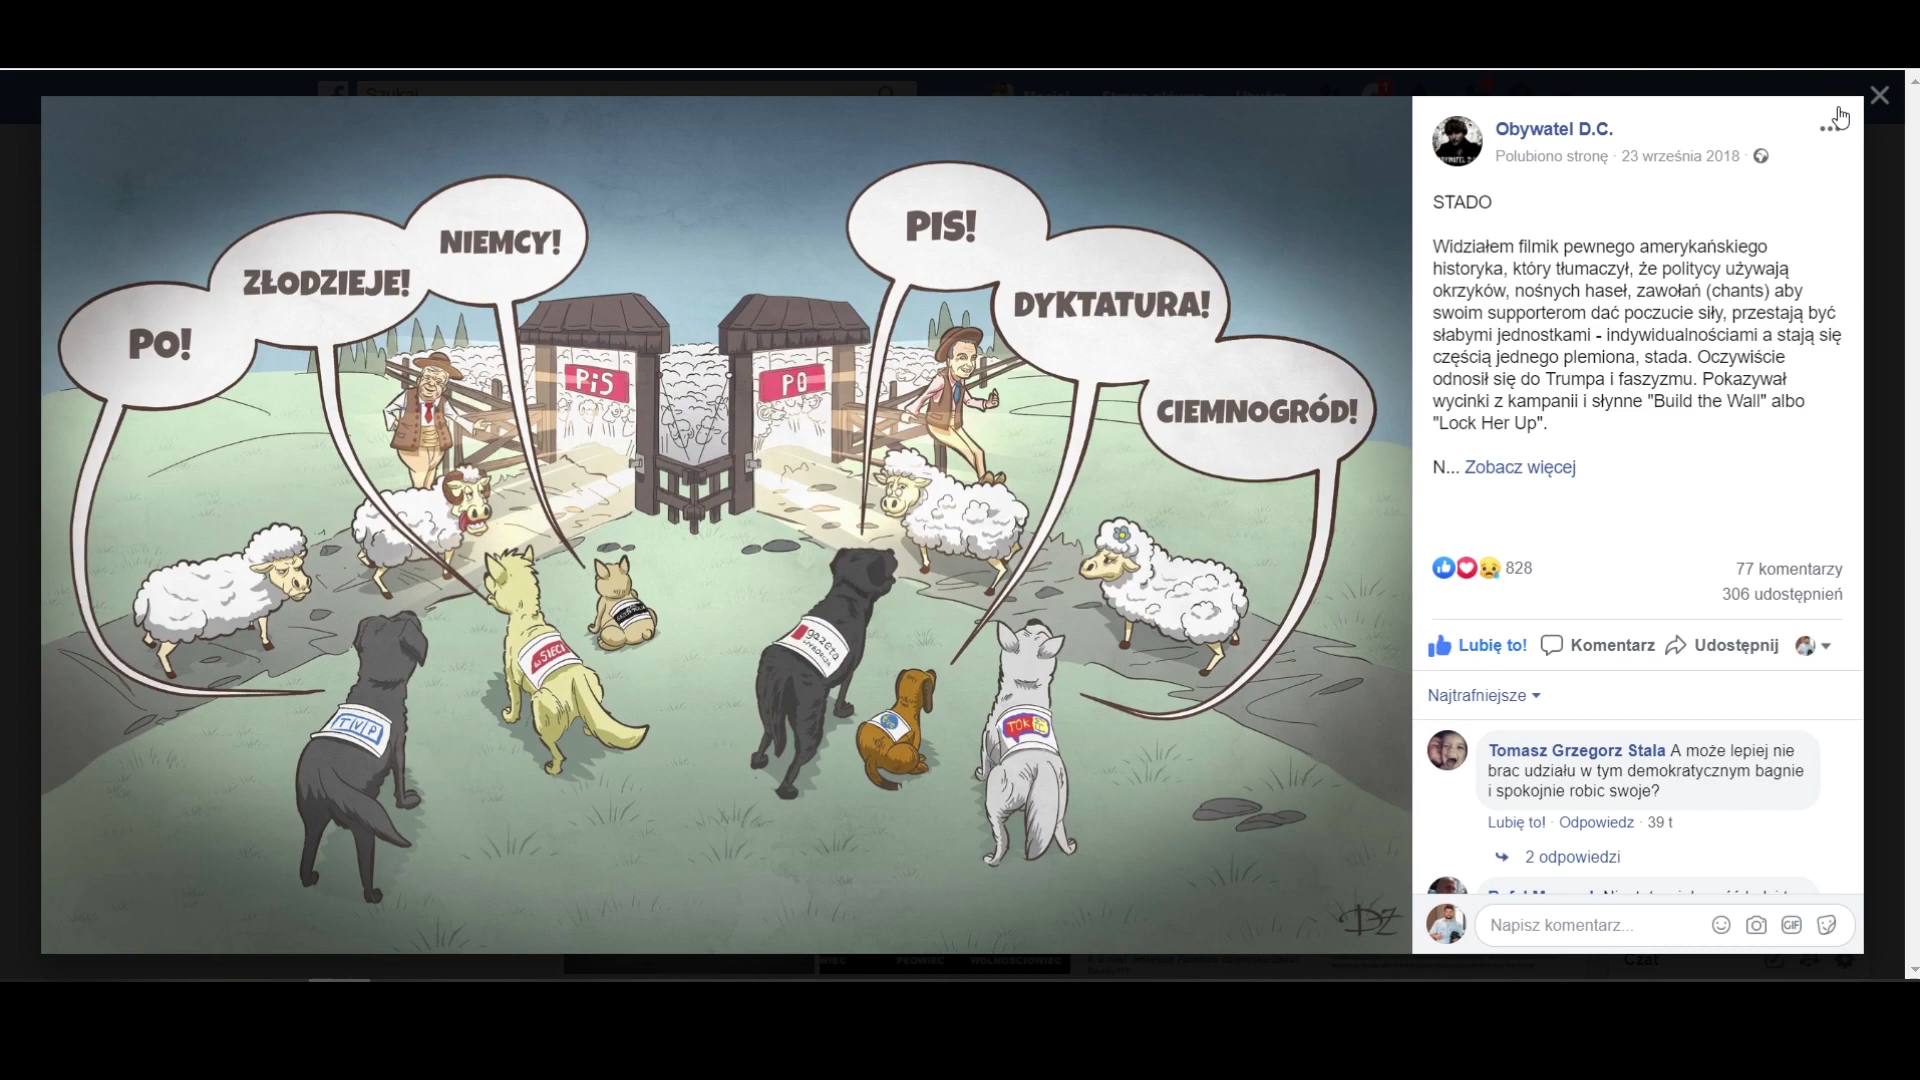 Szukaj
NIEMCY!
ZŁODZIEJE!
PO!
PIS!
DYKTATURA!
CIEMNOGRÓD!
PiS
PO
TVP
w SIECI
gazeta
WYBORCZA
TOK
DZ
Obywatel D.C.
Polubiono stronę · 23 września 2018 ·
STADO
Widziałem filmik pewnego amerykańskiego
historyka, który tłumaczył, że politycy używają
okrzyków, nośnych haseł, zawołań (chants) aby
swoim supporterom dać poczucie siły, przestają być
słabymi jednostkami - indywidualnościami a stają się
częścią jednego plemiona, stada. Oczywiście
odnosił się do Trumpa i faszyzmu. Pokazywał
wycinki z kampanii i słynne "Build the Wall" albo
"Lock Her Up".
N... Zobacz więcej
828
77 komentarzy
306 udostępnień
Lubię to! Komentarz Udostępnij
Najtrafniejsze
Tomasz Grzegorz Stala A może lepiej nie
brac udziału w tym demokratycznym bagnie
i spokojnie robic swoje?
Lubię to! · Odpowiedz · 39 t
2 odpowiedzi
Napisz komentarz...
GIF
Czat